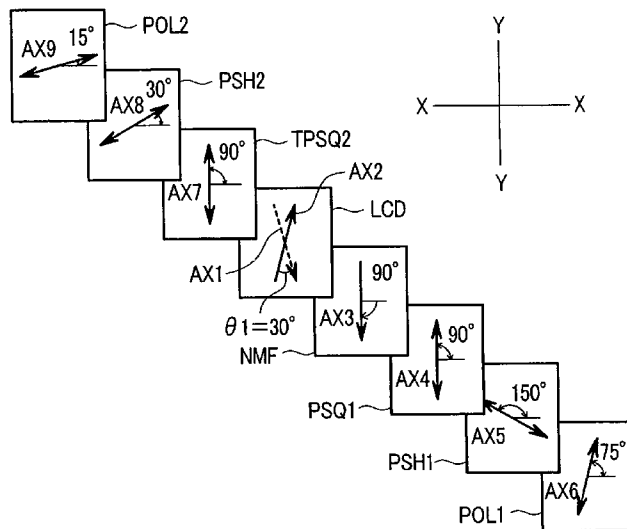 POL2
AX9
15°
PSH2
AX8
30°
TPSQ2
AX7
90°
AX2
LCD
AX1
θ1=30°
NMF
AX3
90°
PSQ1
AX4
90°
PSH1
AX5
150°
POL1
AX6
75°
Y
X
X
Y